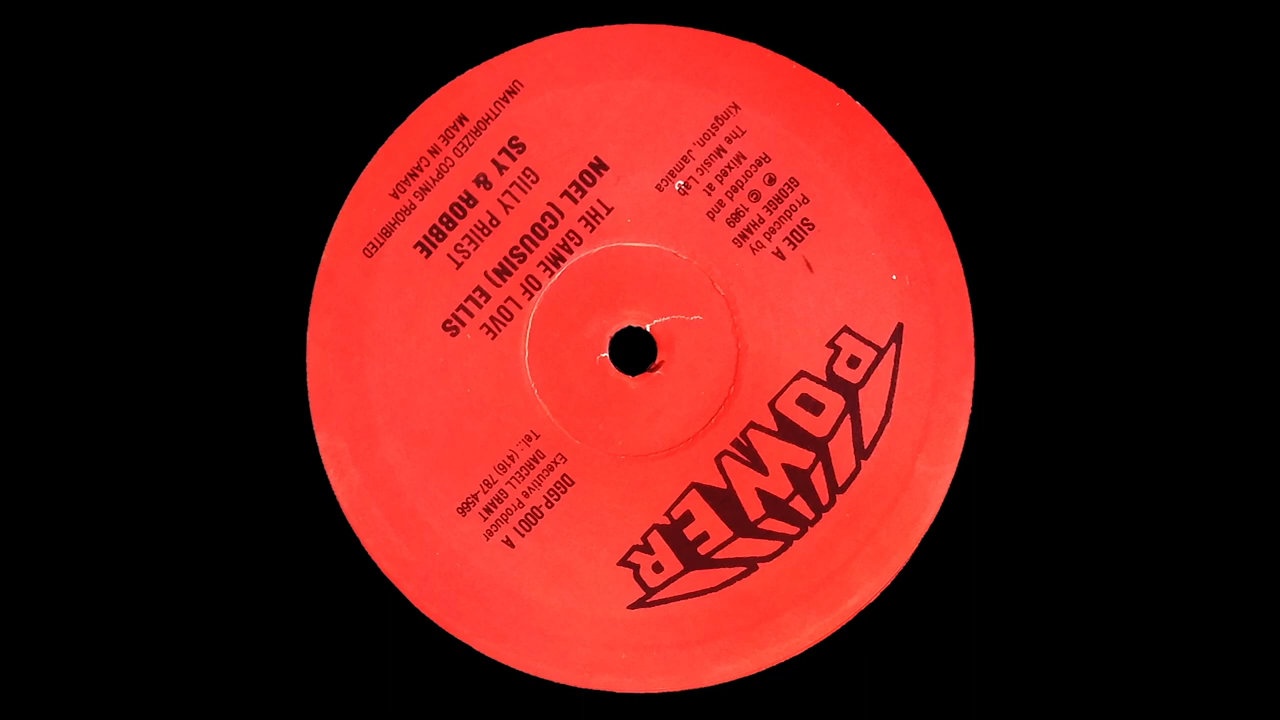 POWER
SIDE A
Produced by
GEORGE PHANG
℗ © 1989
Recorded and
Mixed at
The Music Lab
Kingston, Jamaica
DGGP-0001 A
Executive Producer
DARCELL GRANT
Tel.: (416) 787-4566
THE GAME OF LOVE
NOEL (COUSIN) ELLIS
GILLY PRIEST
SLY & ROBBIE
MADE IN CANADA
UNAUTHORIZED COPYING PROHIBITED